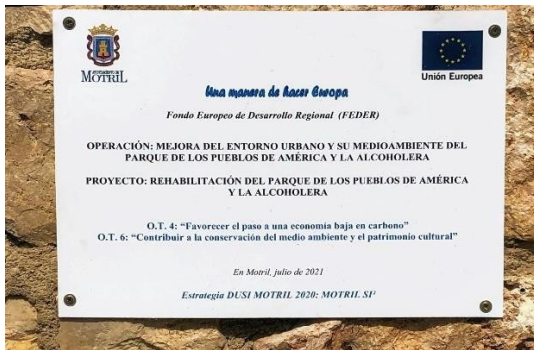 AYUNTAMIENTO DE
MOTRIL
Unión Europea
Una manera de hacer Europa
Fondo Europeo de Desarrollo Regional (FEDER)
OPERACIÓN: MEJORA DEL ENTORNO URBANO Y SU MEDIOAMBIENTE DEL
PARQUE DE LOS PUEBLOS DE AMÉRICA Y LA ALCOHOLERA
PROYECTO: REHABILITACIÓN DEL PARQUE DE LOS PUEBLOS DE AMÉRICA
Y LA ALCOHOLERA
O.T. 4: “Favorecer el paso a una economía baja en carbono”
O.T. 6: “Contribuir a la conservación del medio ambiente y el patrimonio cultural”
En Motril, julio de 2021
Estrategia DUSI MOTRIL 2020: MOTRIL SI²